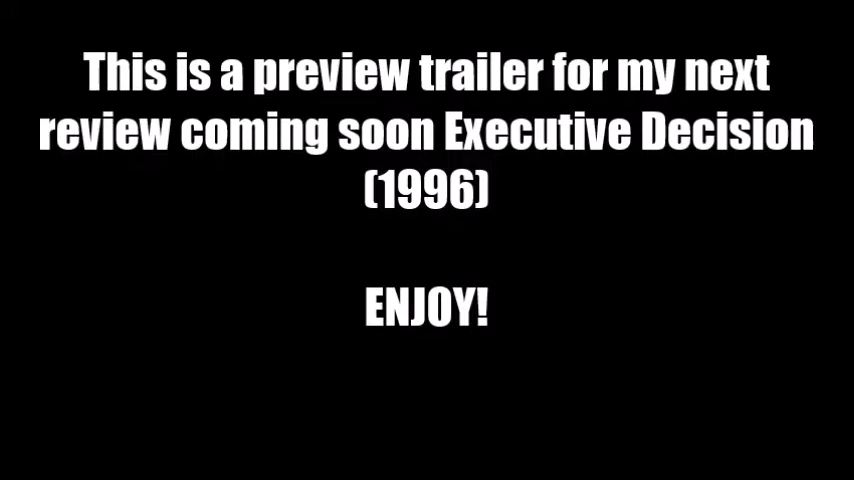 This is a preview trailer for my next
review coming soon Executive Decision
(1996)
ENJOY!